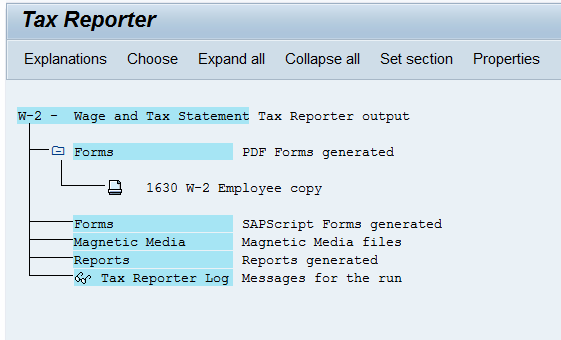 Tax Reporter
Explanations Choose Expand all Collapse all Set section Properties
W-2 - Wage and Tax Statement Tax Reporter output
Forms PDF Forms generated
1630 W-2 Employee copy
Forms SAPScript Forms generated
Magnetic Media Magnetic Media files
Reports Reports generated
Tax Reporter Log Messages for the run